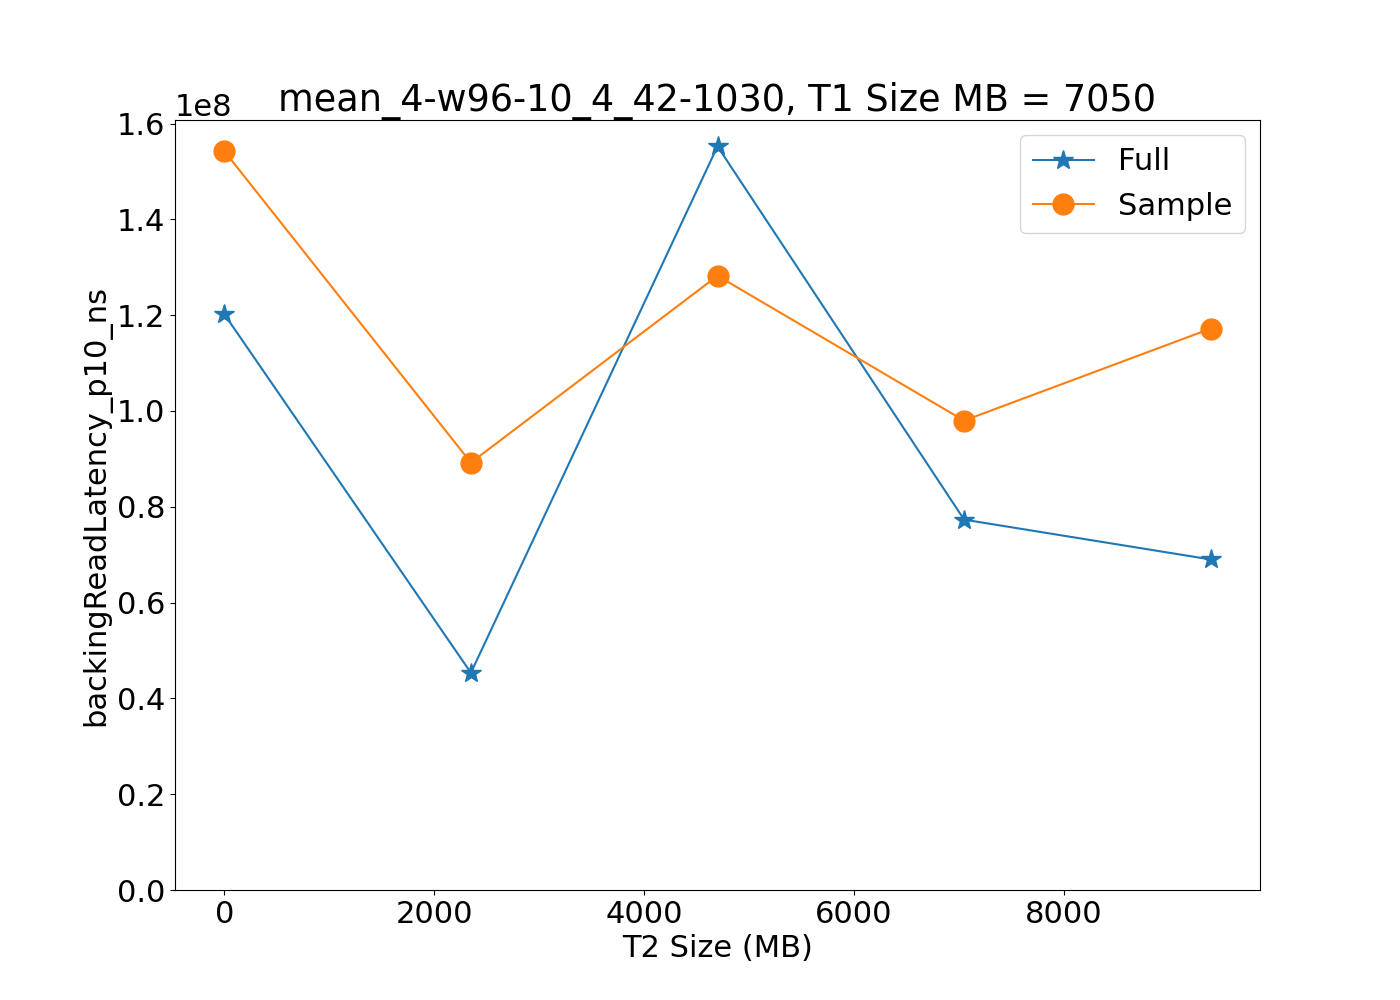 mean_4-w96-10_4_42-1030, T1 Size MB = 7050
1e8
1.6
1.4
1.2
1.0
0.8
0.6
0.4
0.2
0.0
backingReadLatency_p10_ns
Full
Sample
0 2000 4000 6000 8000
T2 Size (MB)